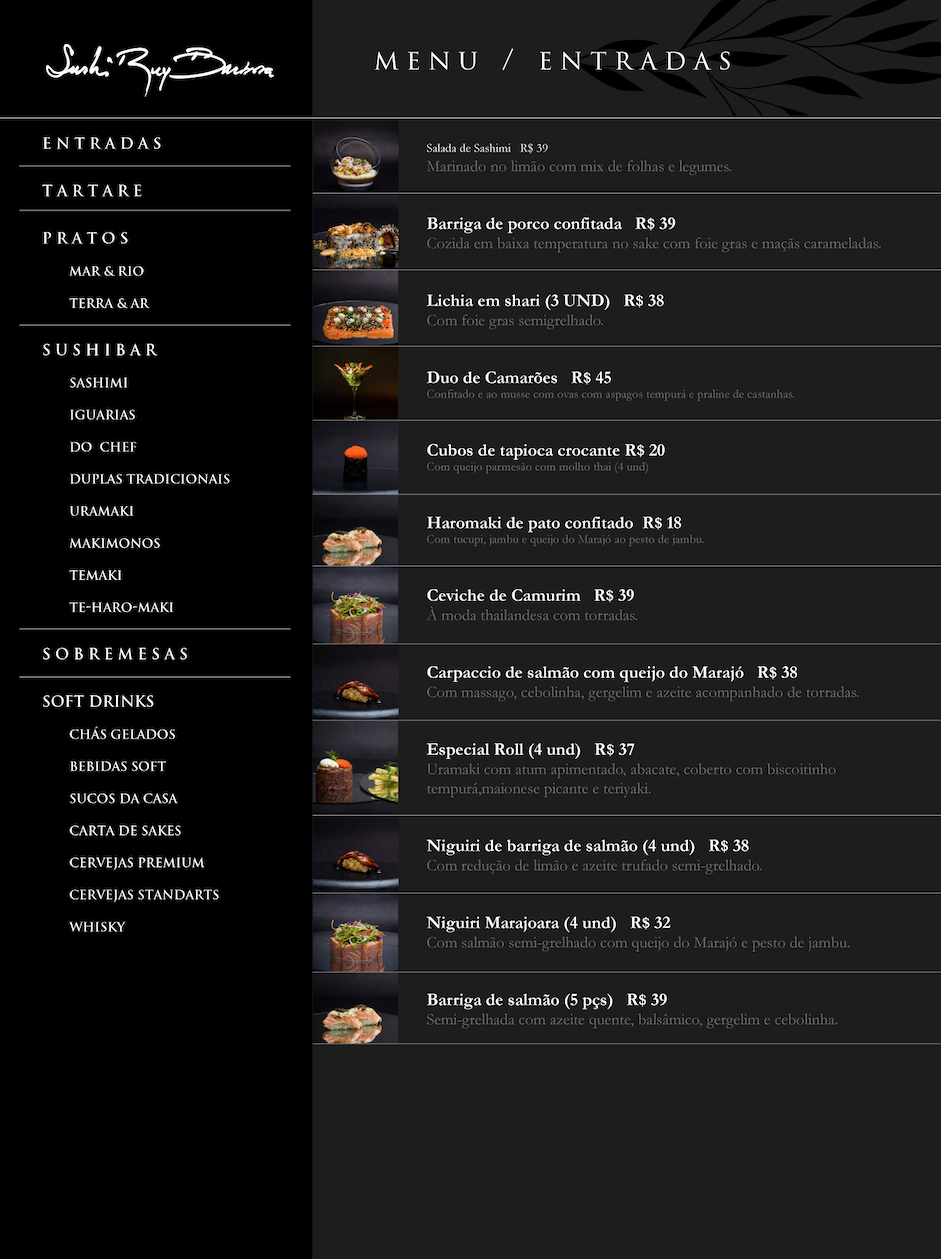 Sushi Ruy Barbosa
MENU / ENTRADAS
ENTRADAS
TARTARE
PRATOS
MAR & RIO
TERRA & AR
SUSHIBAR
SASHIMI
IGUARIAS
DO CHEF
DUPLAS TRADICIONAIS
URAMAKI
MAKIMONOS
TEMAKI
TE-HARO-MAKI
SOBREMESAS
SOFT DRINKS
CHÁS GELADOS
BEBIDAS SOFT
SUCOS DA CASA
CARTA DE SAKES
CERVEJAS PREMIUM
CERVEJAS STANDARTS
WHISKY
Salada de Sashimi R$ 39
Marinado no limão com mix de folhas e legumes.
Barriga de porco confitada R$ 39
Cozida em baixa temperatura no sake com foie gras e maçãs carameladas.
Lichia em shari (3 UND) R$ 38
Com foie gras semigrelhado.
Duo de Camarões R$ 45
Confitado e ao musse com ovas com aspagos tempurá e praline de castanhas.
Cubos de tapioca crocante R$ 20
Com queijo parmesão com molho thai (4 und)
Haromaki de pato confitado R$ 18
Com tucupi, jambu e queijo do Marajó ao pesto de jambu.
Ceviche de Camurim R$ 39
À moda thailandesa com torradas.
Carpaccio de salmão com queijo do Marajó R$ 38
Com massago, cebolinha, gergelim e azeite acompanhado de torradas.
Especial Roll (4 und) R$ 37
Uramaki com atum apimentado, abacate, coberto com biscoitinho
tempurá,maionese picante e teriyaki.
Niguiri de barriga de salmão (4 und) R$ 38
Com redução de limão e azeite trufado semi-grelhado.
Niguiri Marajoara (4 und) R$ 32
Com salmão semi-grelhado com queijo do Marajó e pesto de jambu.
Barriga de salmão (5 pçs) R$ 39
Semi-grelhada com azeite quente, balsâmico, gergelim e cebolinha.